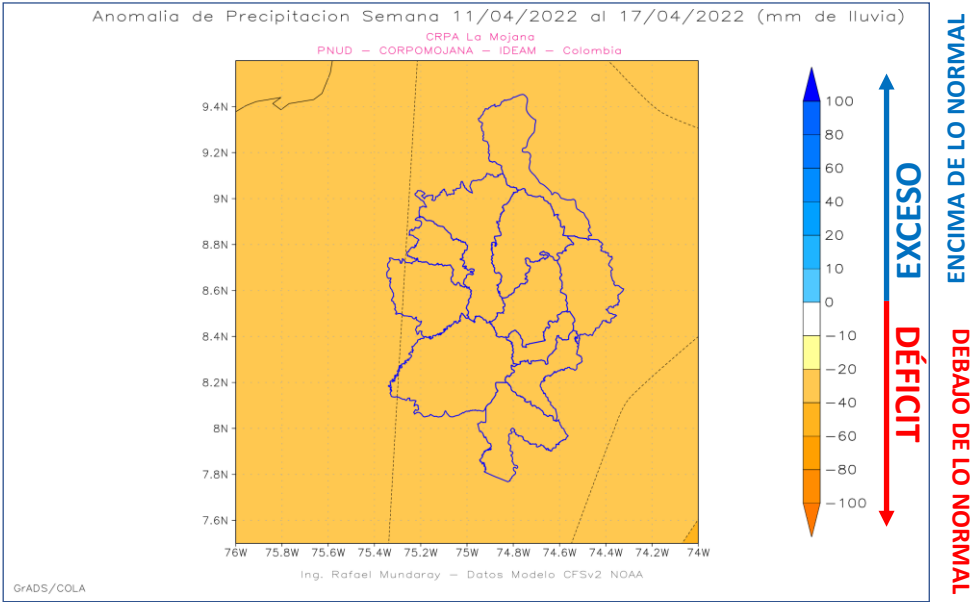 Anomalia de Precipitacion Semana 11/04/2022 al 17/04/2022 (mm de lluvia)
CRPA La Mojana
PNUD – CORPOMOJANA – IDEAM – Colombia
9.4N
9.2N
9N
8.8N
8.6N
8.4N
8.2N
8N
7.8N
7.6N
76W 75.8W 75.6W 75.4W 75.2W 75W 74.8W 74.6W 74.4W 74.2W 74W
Ing. Rafael Mundaray – Datos Modelo CFSv2 NOAA
GrADS/COLA
100
80
60
40
20
10
0
−10
−20
−40
−60
−80
−100
EXCESO
DÉFICIT
ENCIMA DE LO NORMAL
DEBAJO DE LO NORMAL